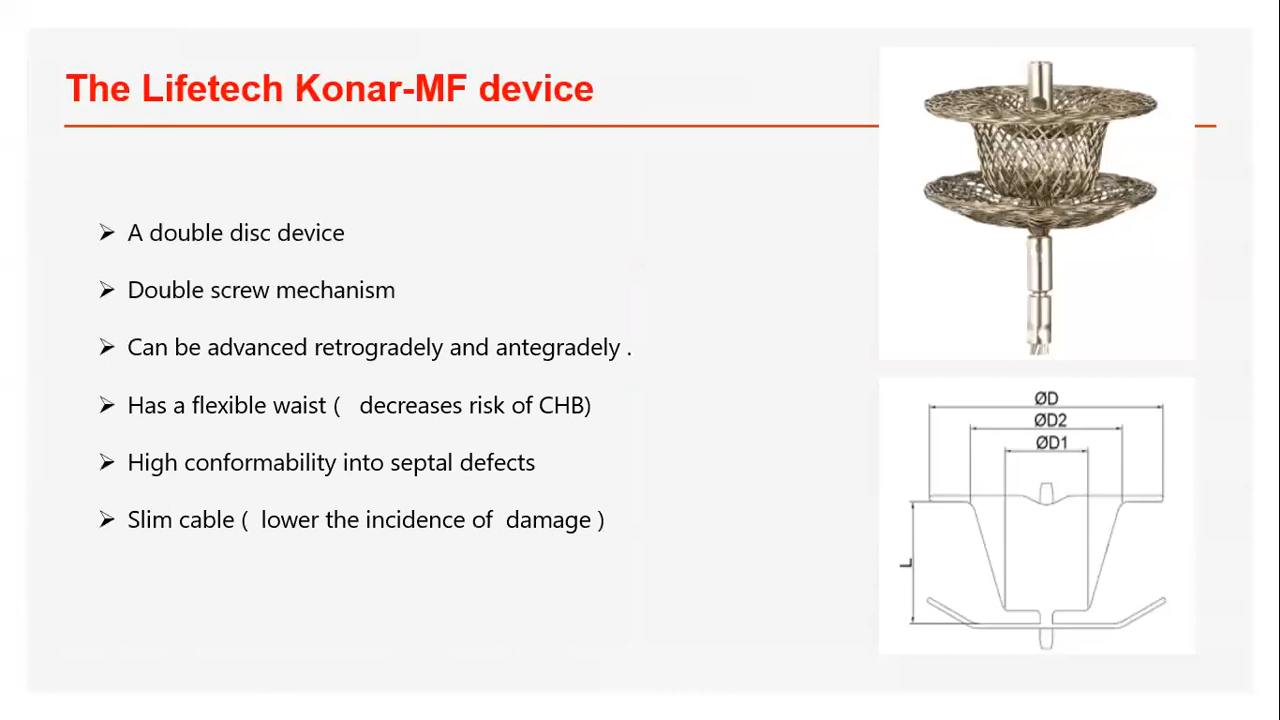 The Lifetech Konar-MF device
➢ A double disc device
➢ Double screw mechanism
➢ Can be advanced retrogradely and antegradely .
➢ Has a flexible waist (   decreases risk of CHB)
➢ High conformability into septal defects
➢ Slim cable (  lower the incidence of  damage )
ØD
ØD2
ØD1
L